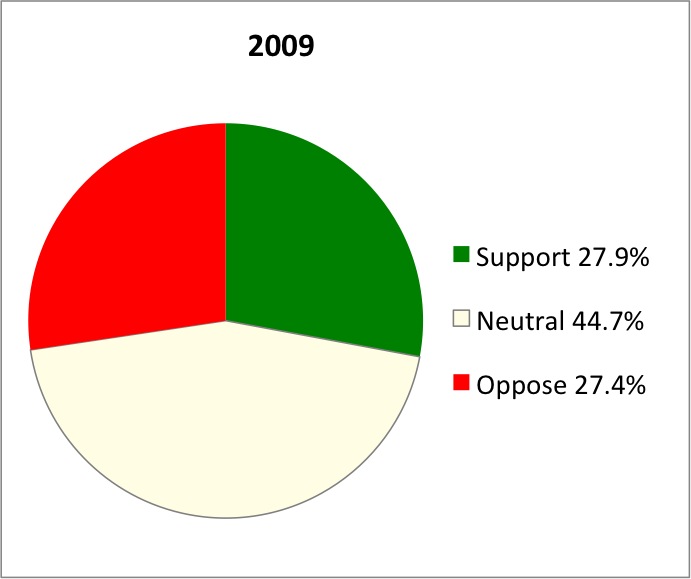 2009
Support 27.9%
Neutral 44.7%
Oppose 27.4%